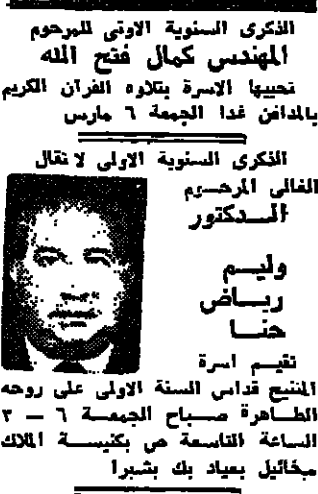 الذكرى السنوية الاولى للمرحوم
المهندس كمال فتح الله
تحييها الاسرة بتلاوة القرآن الكريم
بالمدافن غدا الجمعة ٦ مارس
الذكرى السنوية الاولى لانتقال
الغالى المرحوم
الدكتور
وليم
رياض
حنا
تقيم اسرة
المتنيح قداس السنة الاولى على روحه
الطاهرة صباح الجمعة ٦ — ٣
الساعة التاسعة ص بكنيسة الملاك
ميخائيل بعياد بك بشبرا